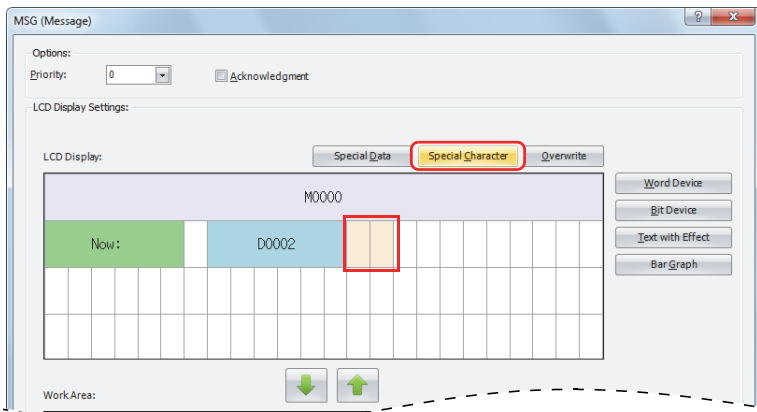 MSG (Message)
Options:
Priority: 0 Acknowledgment
LCD Display Settings:
LCD Display: Special Data Special Character Overwrite
M0000 Word Device
Bit Device
Now: D0002 Text with Effect
Bar Graph
Work Area: